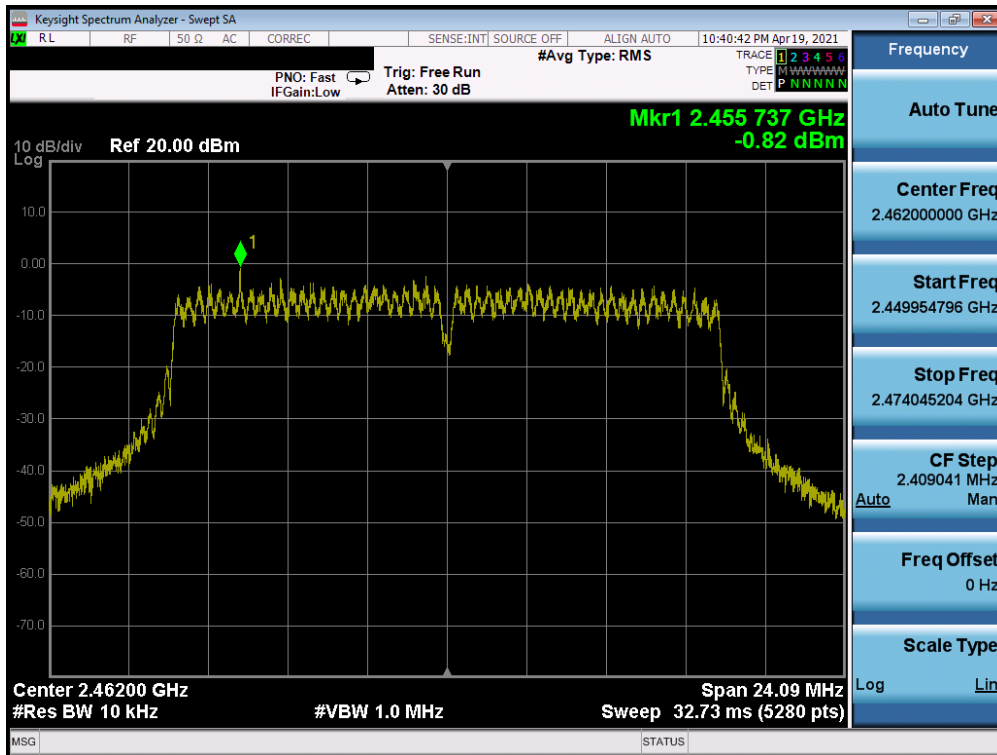 Keysight Spectrum Analyzer - Swept SA
LXI RL RF 50 Ω AC CORREC SENSE:INT SOURCE OFF ALIGN AUTO 10:40:42 PM Apr 19, 2021
#Avg Type: RMS
TRACE 1 2 3 4 5 6
PNO: Fast Trig: Free Run TYPE M WWWWW
IFGain:Low Atten: 30 dB DET P N N N N N
Mkr1 2.455 737 GHz
-0.82 dBm
10 dB/div Ref 20.00 dBm
Log
1
10.0
0.00
-10.0
-20.0
-30.0
-40.0
-50.0
-60.0
-70.0
Center 2.46200 GHz Span 24.09 MHz
#Res BW 10 kHz #VBW 1.0 MHz Sweep 32.73 ms (5280 pts)
MSG STATUS
Frequency
Auto Tune
Center Freq
2.462000000 GHz
Start Freq
2.449954796 GHz
Stop Freq
2.474045204 GHz
CF Step
2.409041 MHz
Auto Man
Freq Offset
0 Hz
Scale Type
Log Lin